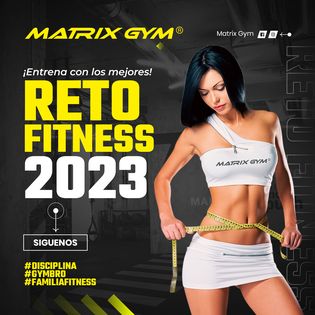 MATRIX GYM®
Matrix Gym
¡Entrena con los mejores!
RETO
FITNESS
2023
MATRIX GYM®
SIGUENOS
#DISCIPLINA
#GYMBRO
#FAMILIAFITNESS
RETO FITNESS